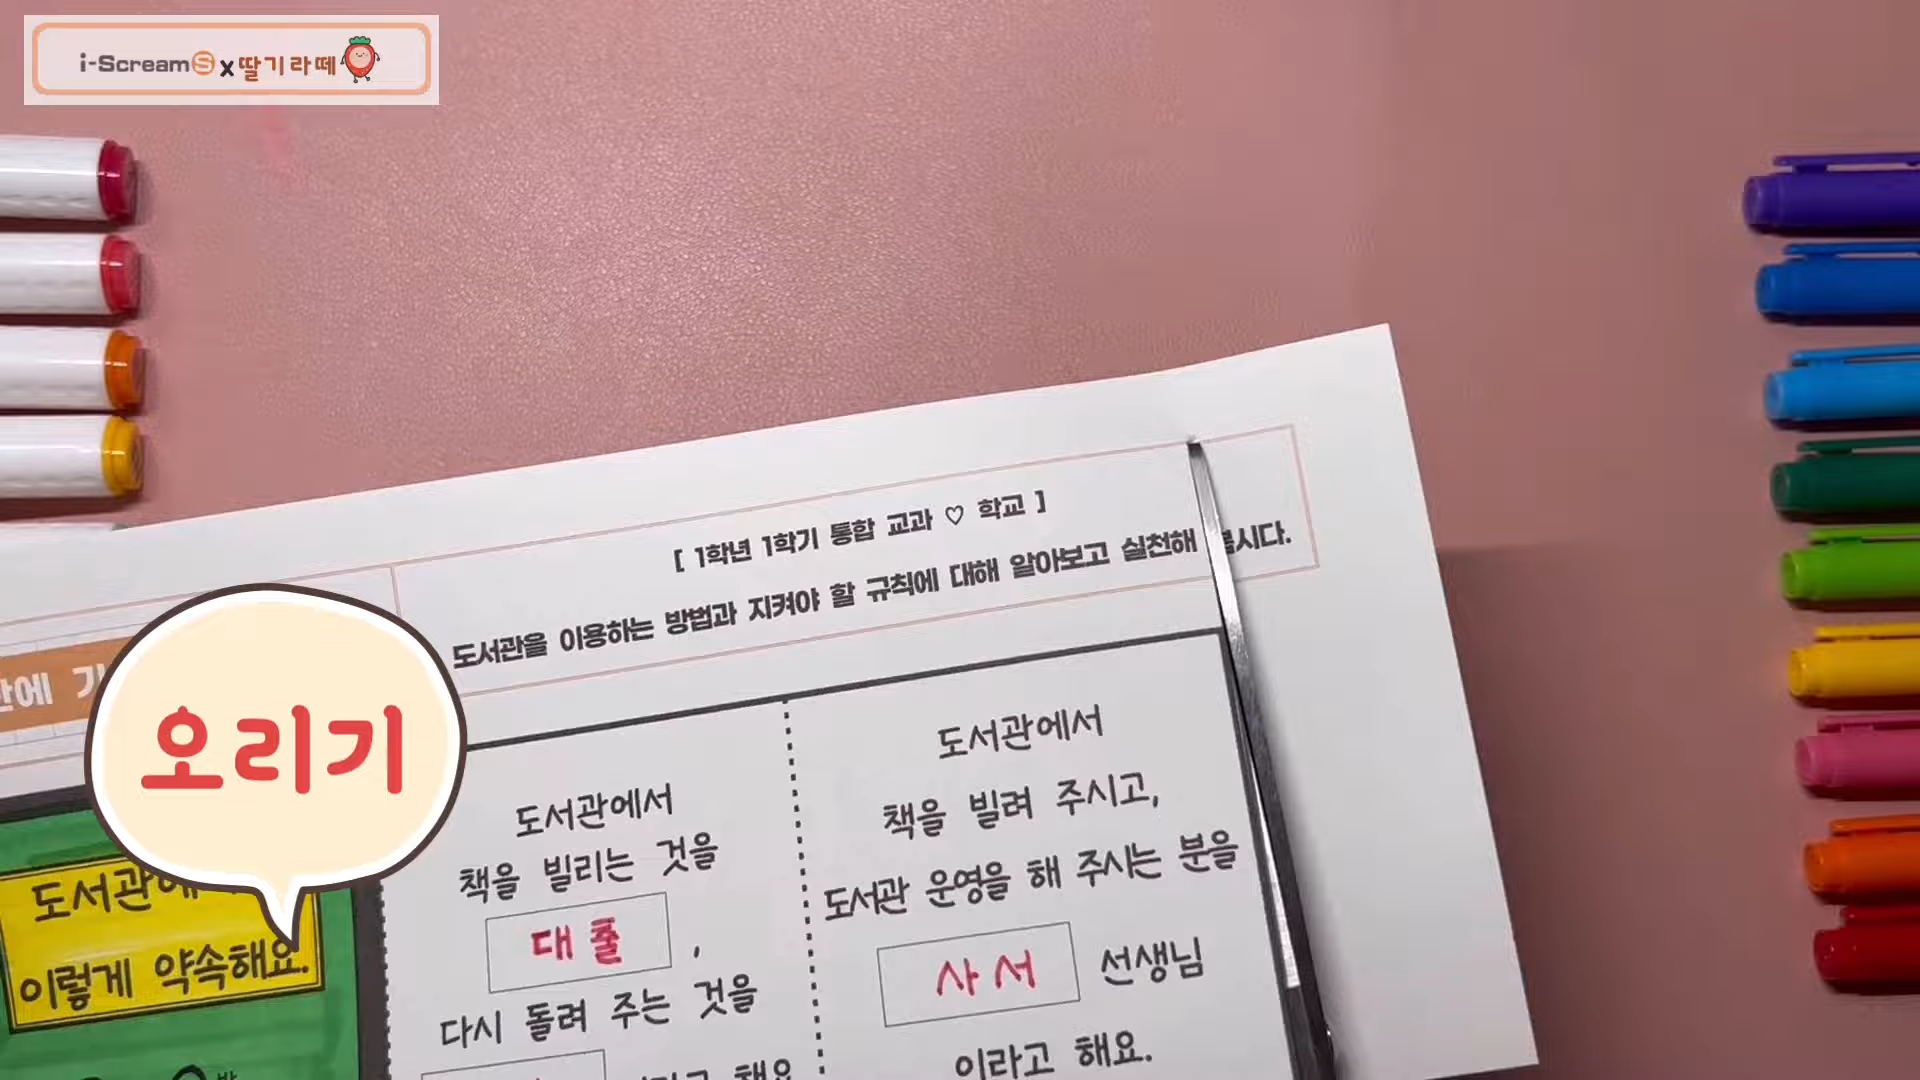 i-Scream S x 딸기라떼
[ 1학년 1학기 통합 교과 ♡ 학교 ]
도서관을 이용하는 방법과 지켜야 할 규칙에 대해 알아보고 실천해 봅시다.
오리기
도서관에서
책을 빌리는 것을
대출,
다시 돌려 주는 것을
도서관에서
책을 빌려 주시고,
도서관 운영을 해 주시는 분을
사서 선생님
이라고 해요.
이렇게 약속해요.